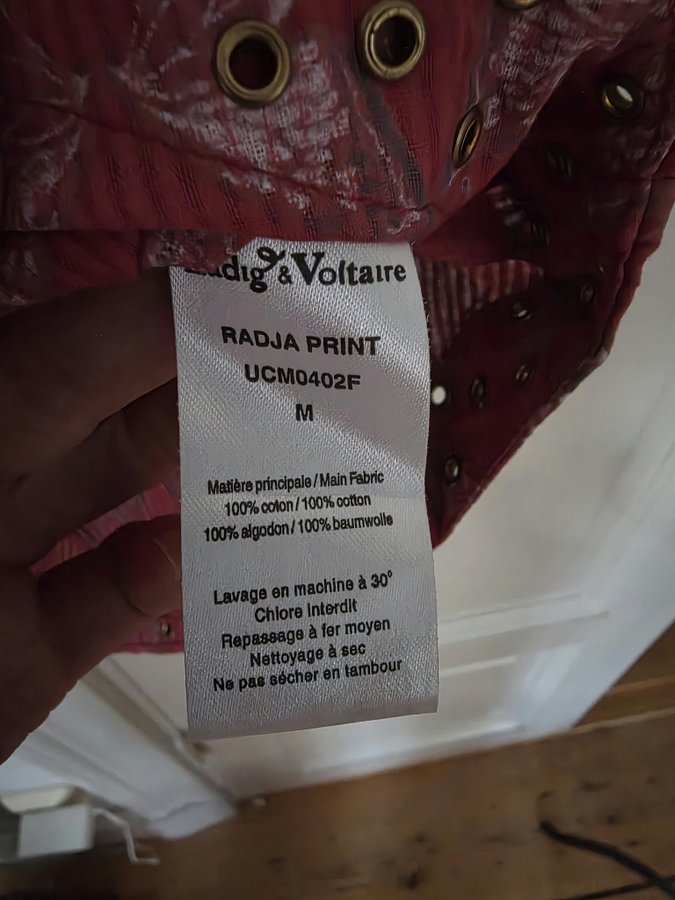 Zadig & Voltaire
RADJA PRINT
UCM0402F
M
Matière principale / Main Fabric
100% coton / 100% cotton
100% algodon / 100% baumwolle
Lavage en machine à 30°
Chlore Interdit
Repassage à fer moyen
Nettoyage à sec
Ne pas sécher en tambour